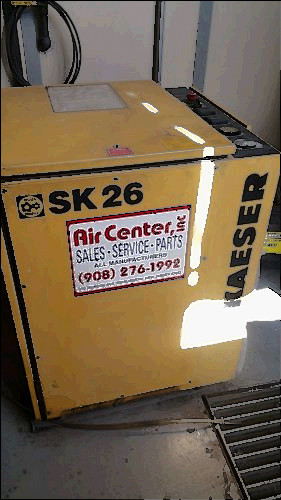 SK 26
Air Center, Inc
SALES - SERVICE - PARTS
ALL MANUFACTURERS
(908) 276-1992
KAESER